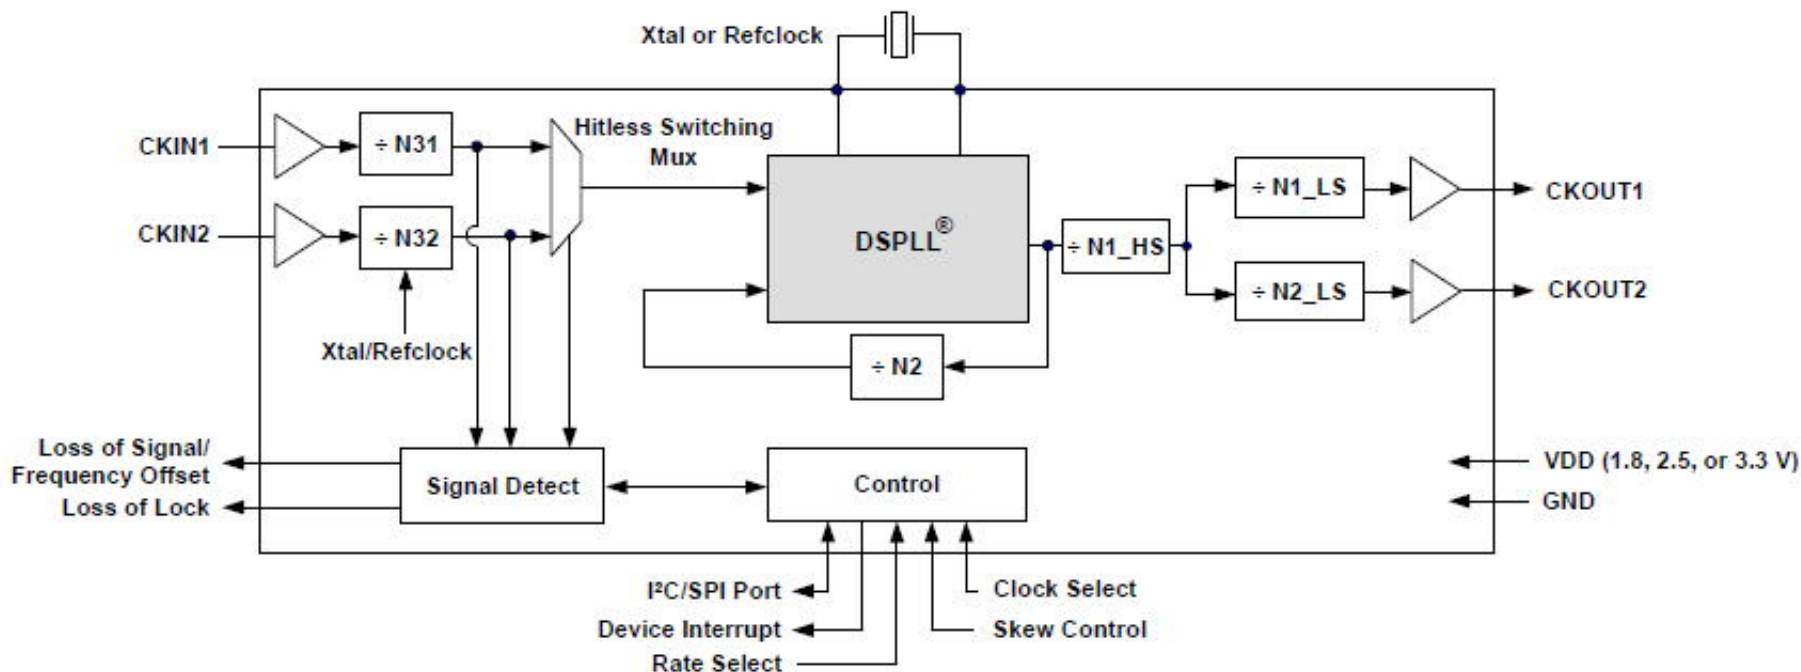 Xtal or Refclock
CKIN1
÷ N31
Hitless Switching
Mux
CKIN2
÷ N32
Xtal/Refclock
DSPLL®
÷ N1_HS
÷ N1_LS
CKOUT1
÷ N2_LS
CKOUT2
÷ N2
Loss of Signal/
Frequency Offset
Loss of Lock
Signal Detect
Control
VDD (1.8, 2.5, or 3.3 V)
GND
I²C/SPI Port
Device Interrupt
Rate Select
Clock Select
Skew Control